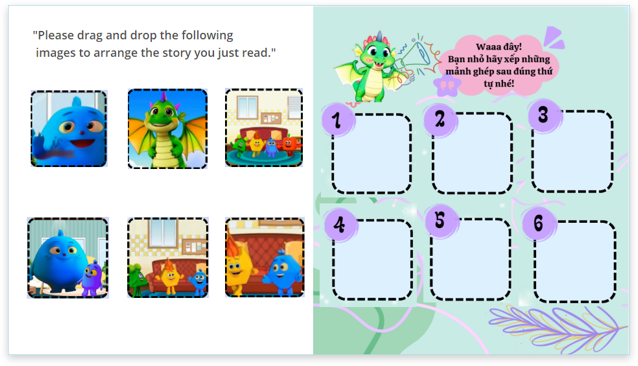 "Please drag and drop the following
images to arrange the story you just read."
Waaa đây!
Bạn nhỏ hãy xếp những
mảnh ghép sau đúng thứ
tự nhé!
1
2
3
4
5
6